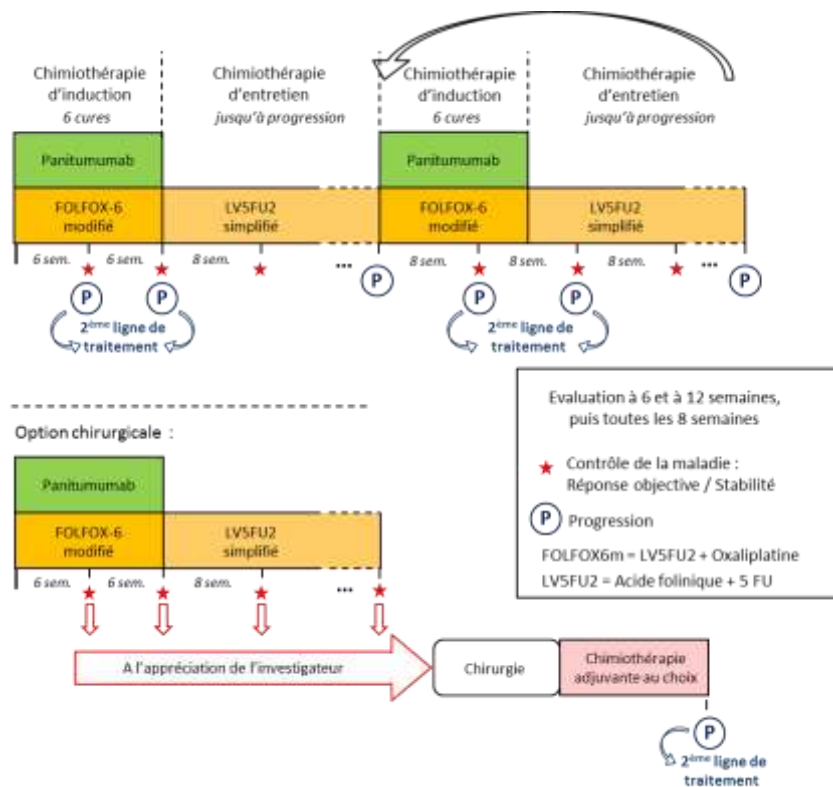 Chimiothérapie
d'induction
6 cures
Chimiothérapie
d'entretien
jusqu'à progression
Chimiothérapie
d'induction
6 cures
Chimiothérapie
d'entretien
jusqu'à progression
Panitumumab
Panitumumab
FOLFOX-6
modifié
LV5FU2
simplifié
FOLFOX-6
modifié
LV5FU2
simplifié
6 sem.
6 sem.
8 sem.
...
8 sem.
8 sem.
8 sem.
...
P
P
P
P
P
P
2ème ligne de
traitement
2ème ligne de
traitement
Evaluation à 6 et à 12 semaines,
puis toutes les 8 semaines
Contrôle de la maladie :
Réponse objective / Stabilité
P Progression
FOLFOX6m = LV5FU2 + Oxaliplatine
LV5FU2 = Acide folinique + 5 FU
Option chirurgicale :
Panitumumab
FOLFOX-6
modifié
LV5FU2
simplifié
6 sem.
6 sem.
8 sem.
...
A l'appréciation de l'investigateur
Chirurgie
Chimiothérapie
adjuvante au choix
P
2ème ligne de
traitement